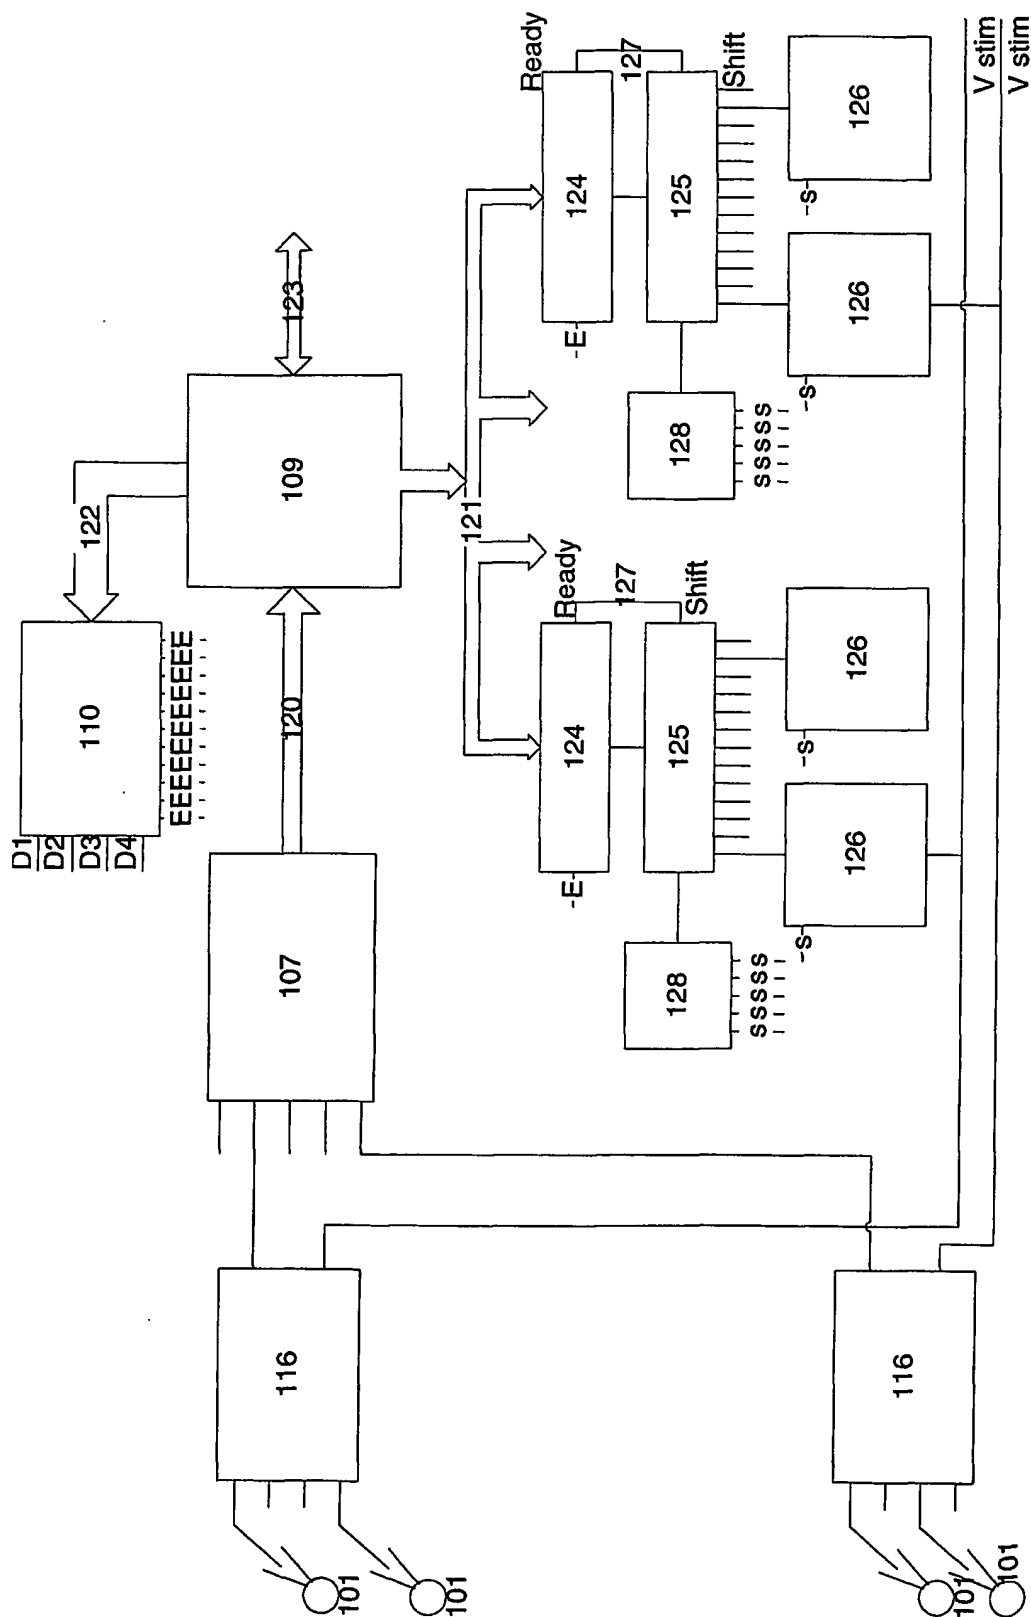 D1
D2
D3
D4
110
122
EEEEEEEEEEE
116
107
120
109
123
101
101
121
Ready
Ready
-E-
124
-E-
124
127
127
128
125
128
125
Shift
Shift
sssss
sssss
-s-
-s-
-s-
-s-
126
126
126
126
116
101
101
V stim
V stim